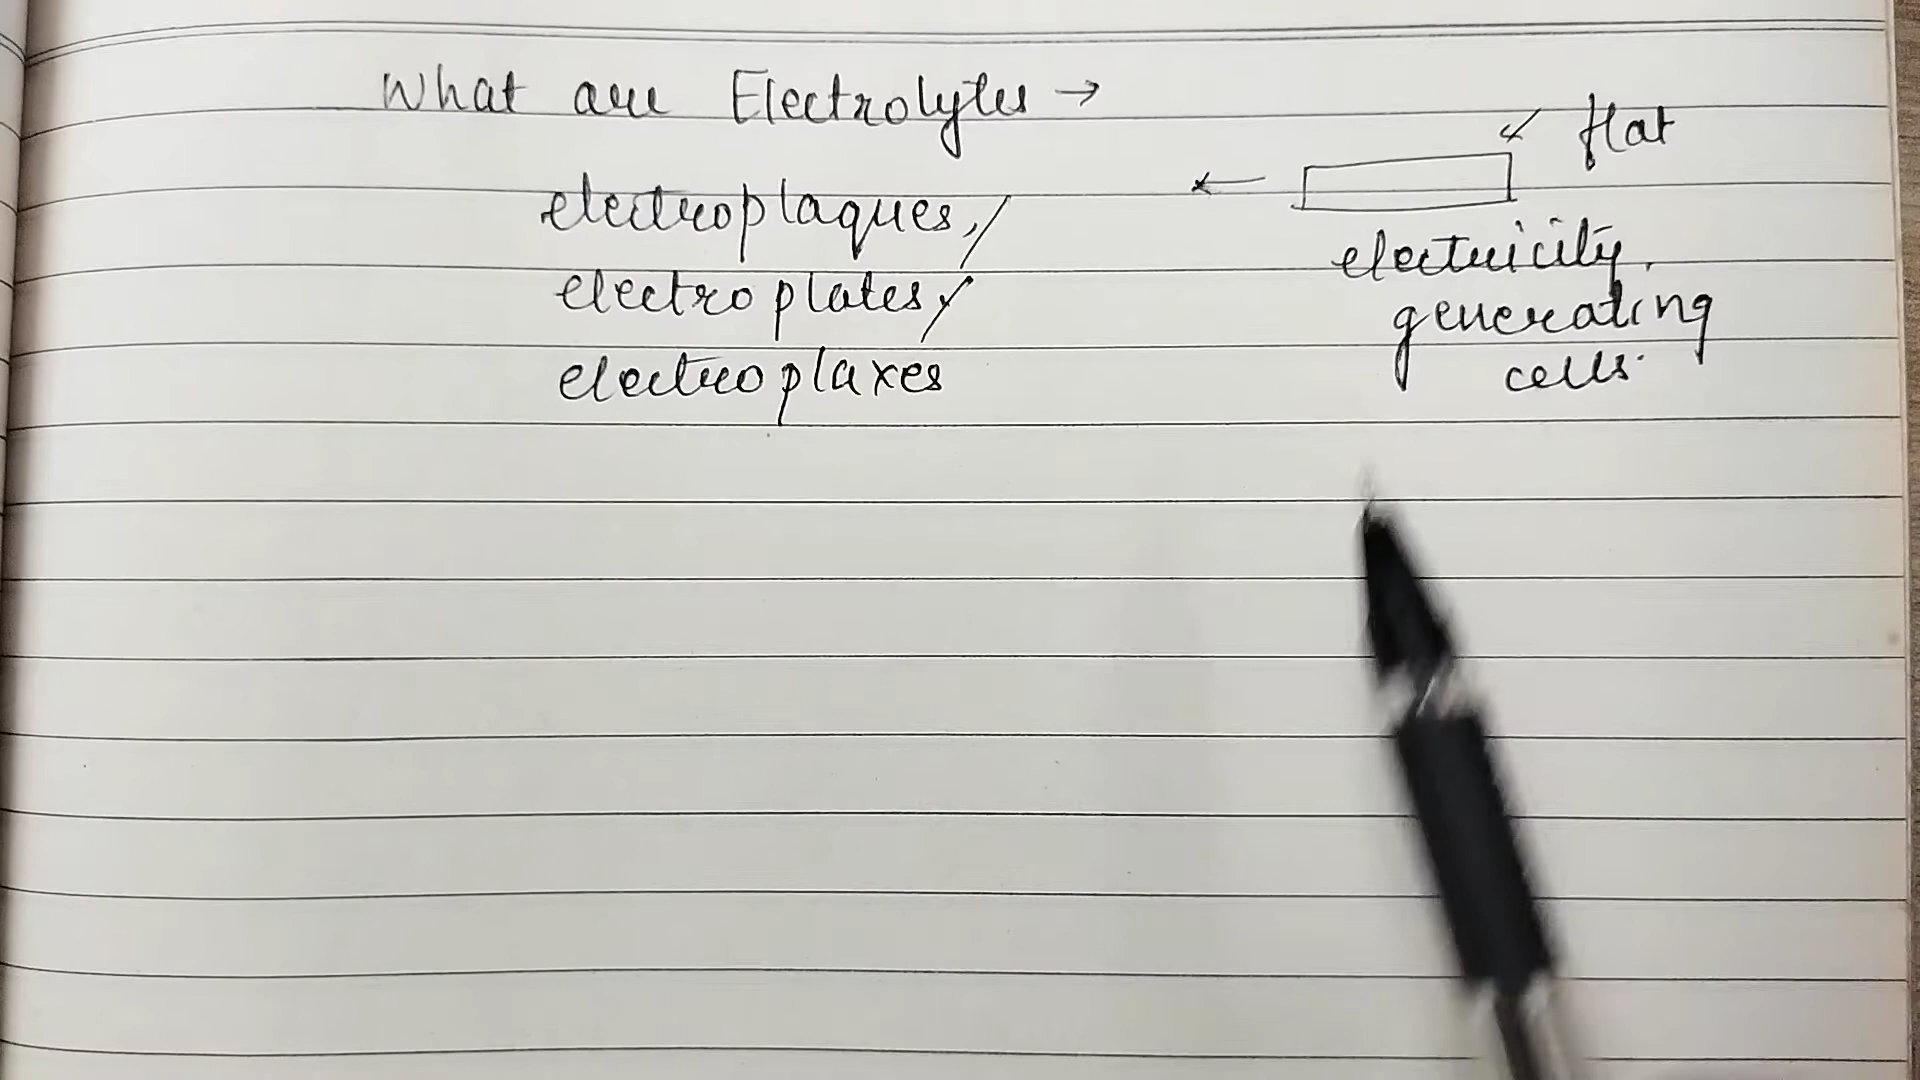 What are Electrolytes →
electroplaques,/
electroplates/
electroplaxes
flat
electricity.
generating
cells.